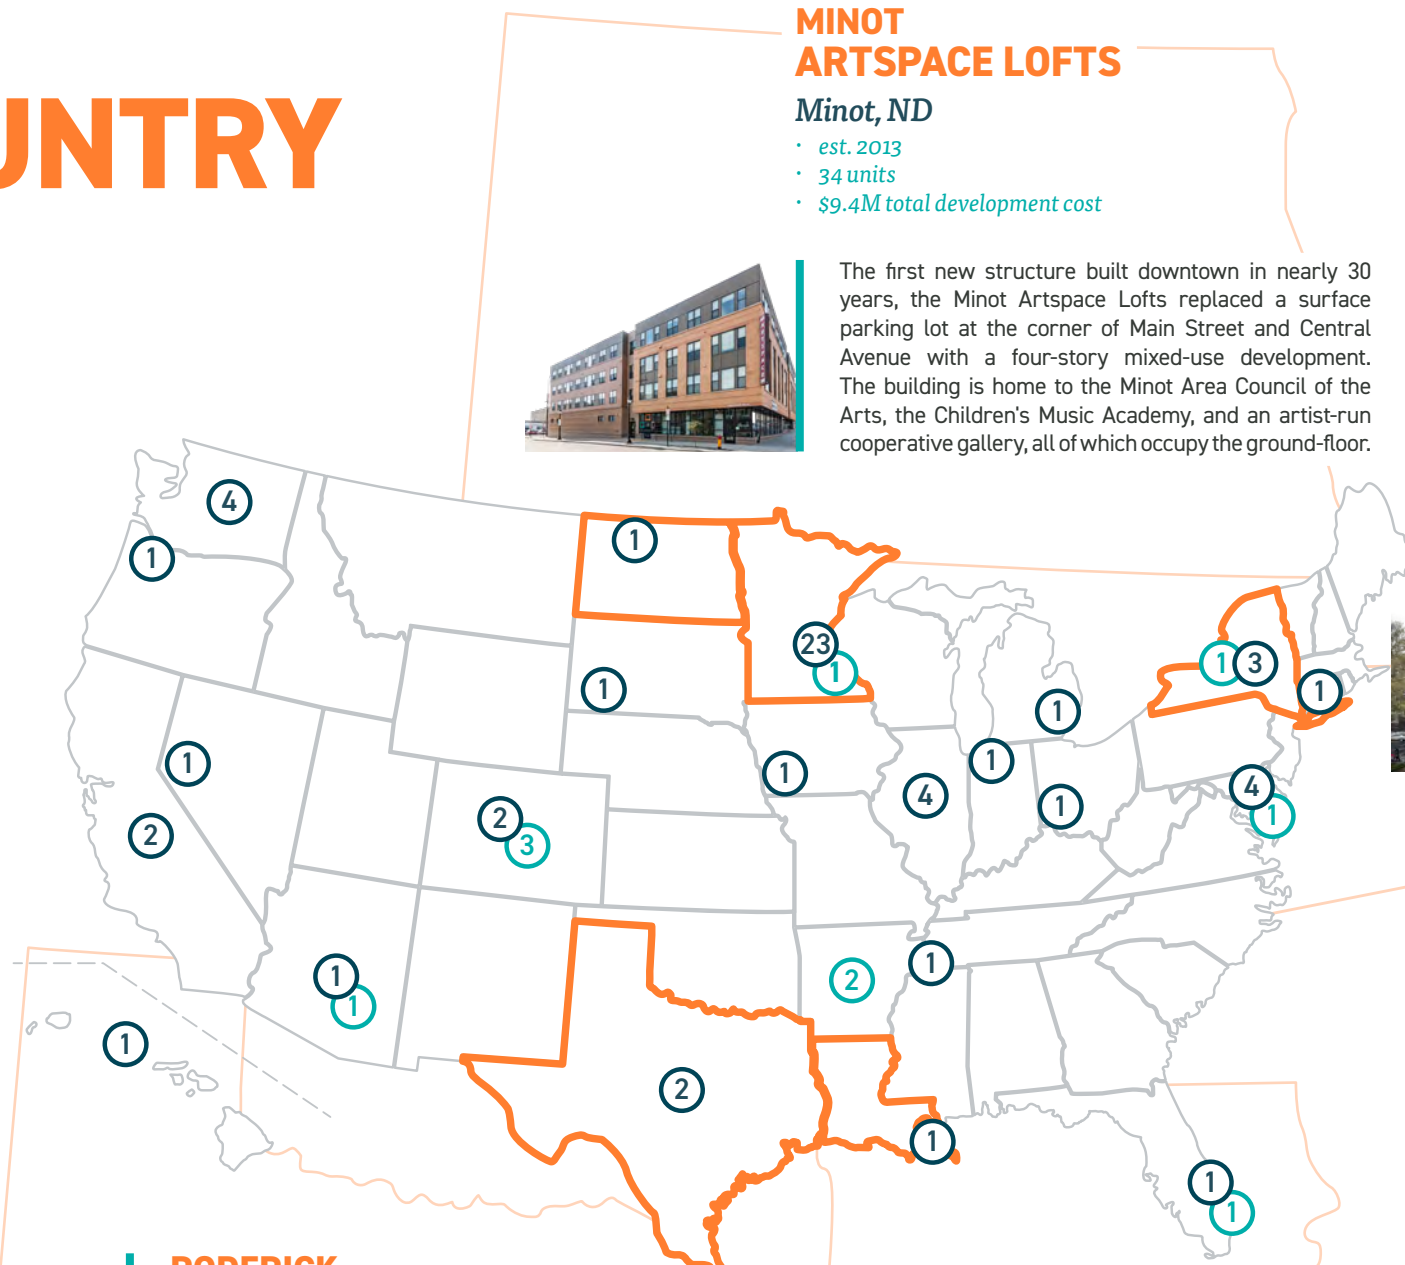 UNTRY
MINOT
ARTSPACE LOFTS
Minot, ND
· est. 2013
· 34 units
· $9.4M total development cost
The first new structure built downtown in nearly 30
years, the Minot Artspace Lofts replaced a surface
parking lot at the corner of Main Street and Central
Avenue with a four-story mixed-use development.
The building is home to the Minot Area Council of the
Arts, the Children's Music Academy, and an artist-run
cooperative gallery, all of which occupy the ground-floor.
4
1
1
23
1
1
3
1
1
1
1
1
1
4
1
4
1
2
2
3
1
1
1
2
1
1
2
1
1
1
RODERICK